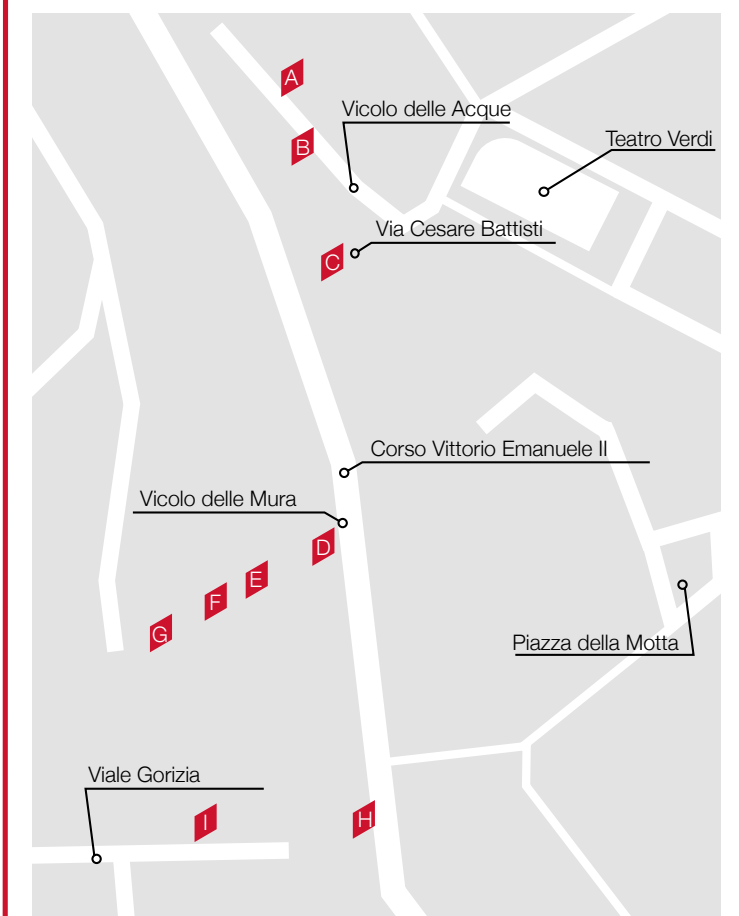 A
Vicolo delle Acque
Teatro Verdi
B
Via Cesare Battisti
C
Corso Vittorio Emanuele II
Vicolo delle Mura
D
E
F
G
Piazza della Motta
Viale Gorizia
I
H